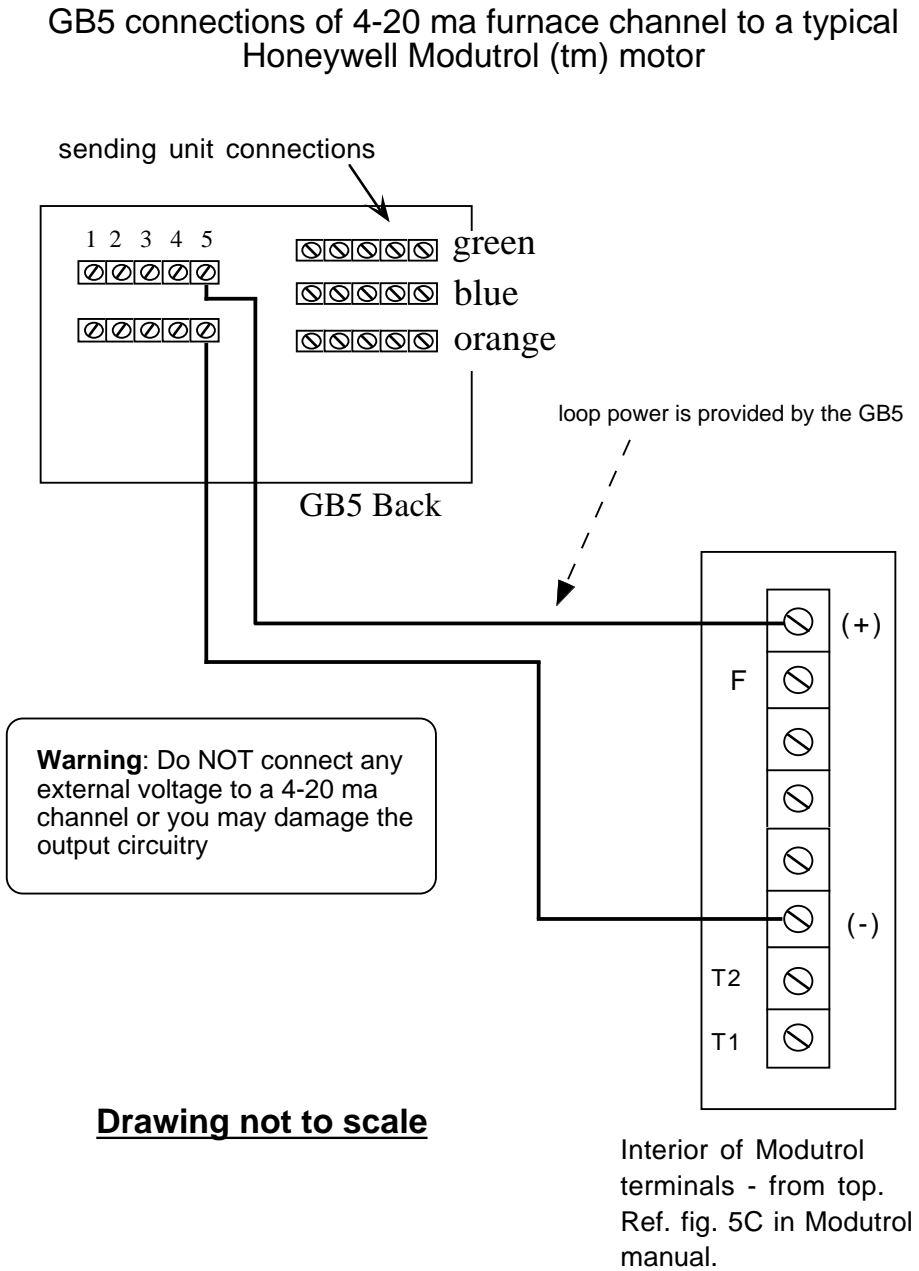 GB5 connections of 4-20 ma furnace channel to a typical
Honeywell Modutrol (tm) motor
sending unit connections
1 2 3 4 5
green
blue
orange
loop power is provided by the GB5
GB5 Back
(+)
F
Warning: Do NOT connect any
external voltage to a 4-20 ma
channel or you may damage the
output circuitry
(-)
T2
T1
Drawing not to scale
Interior of Modutrol
terminals - from top.
Ref. fig. 5C in Modutrol
manual.